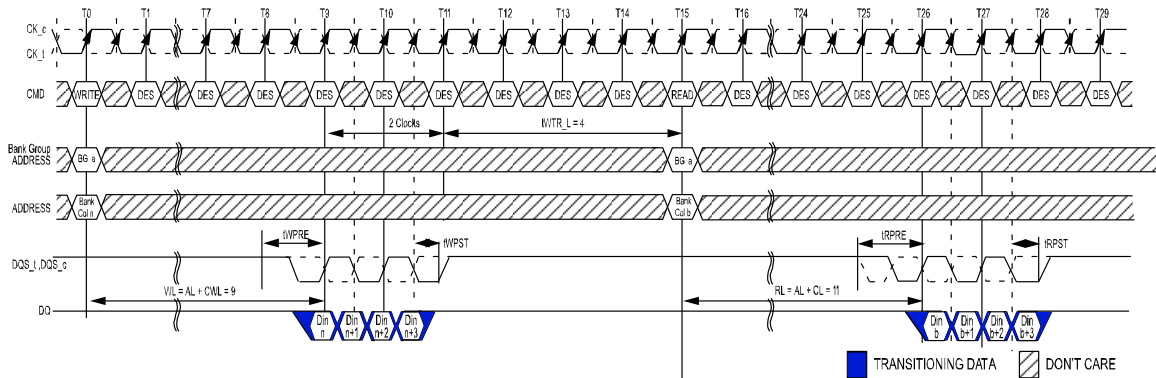 T0 T1 T7 T8 T9 T10 T11 T12 T13 T14 T15 T16 T24 T25 T26 T27 T28 T29
CK_c
CK_t
CMD WRITE DES DES DES DES DES DES DES DES DES READ DES DES DES DES DES DES DES
2 Clocks tWTR_L = 4
Bank Group
ADDRESS BG a BG a
ADDRESS Bank Col n Bank Col b
tWPRE tWPST tRPRE tRPST
DQS_t ,DQS_c
WL = AL + CWL = 9 RL = AL + CL = 11
DQ Din n Din n+1 Din n+2 Din n+3 Din b Din b+1 Din b+2 Din b+3
TRANSITIONING DATA DON'T CARE